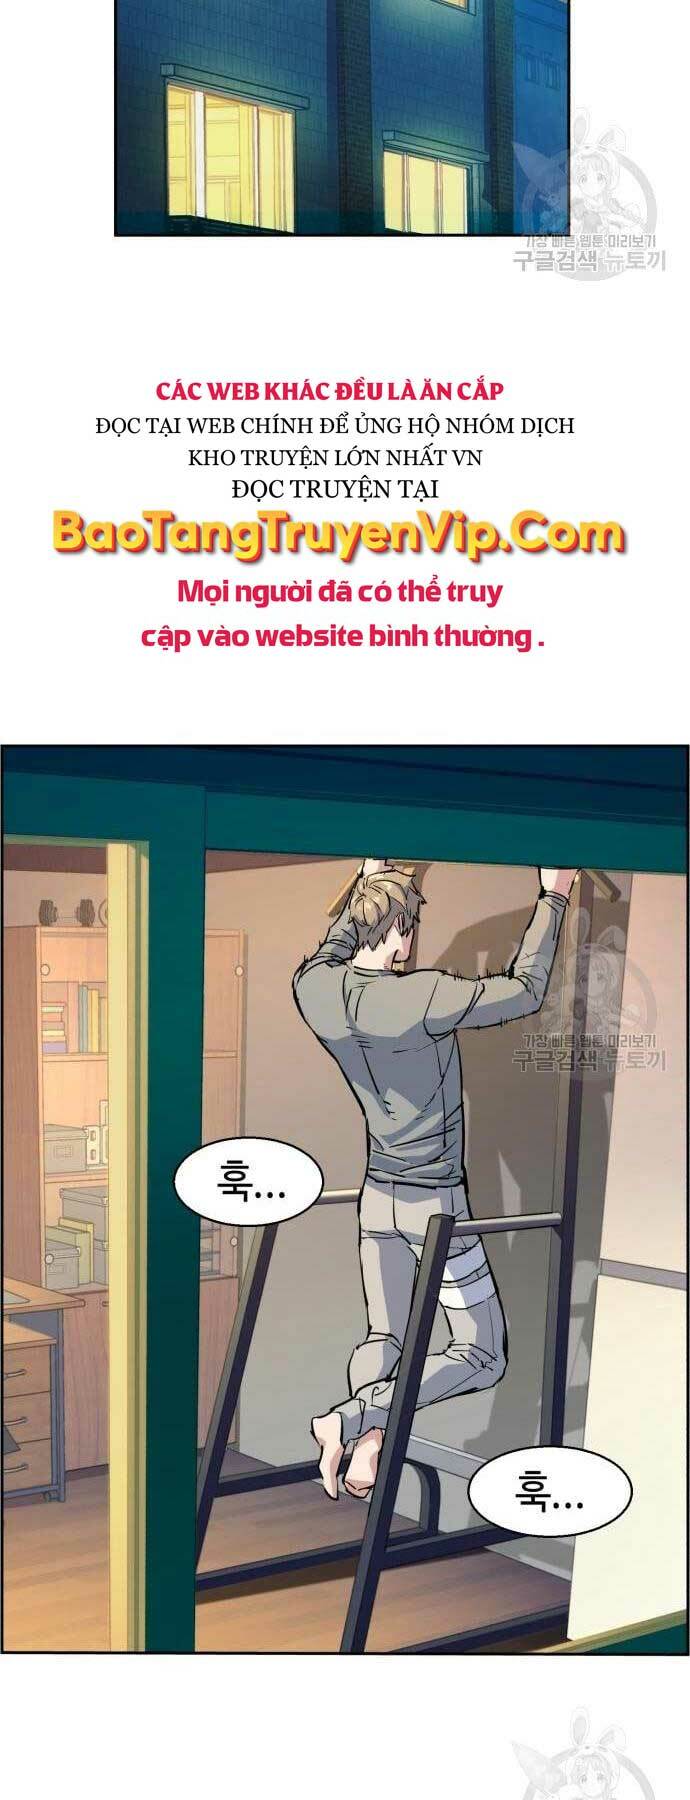 가장 빠른 웹툰 미리보기
구글검색 뉴토끼
CÁC WEB KHÁC ĐỀU LÀ ĂN CẮP
ĐỌC TẠI WEB CHÍNH ĐỂ ỦNG HỘ NHÓM DỊCH
KHO TRUYỆN LỚN NHẤT VN
ĐỌC TRUYỆN TẠI
BaoTangTruyenVip.Com
Mọi người đã có thể truy
cập vào website bình thường.
가장 빠른 웹툰 미리보기
구글검색 뉴토끼
훅...
훅...